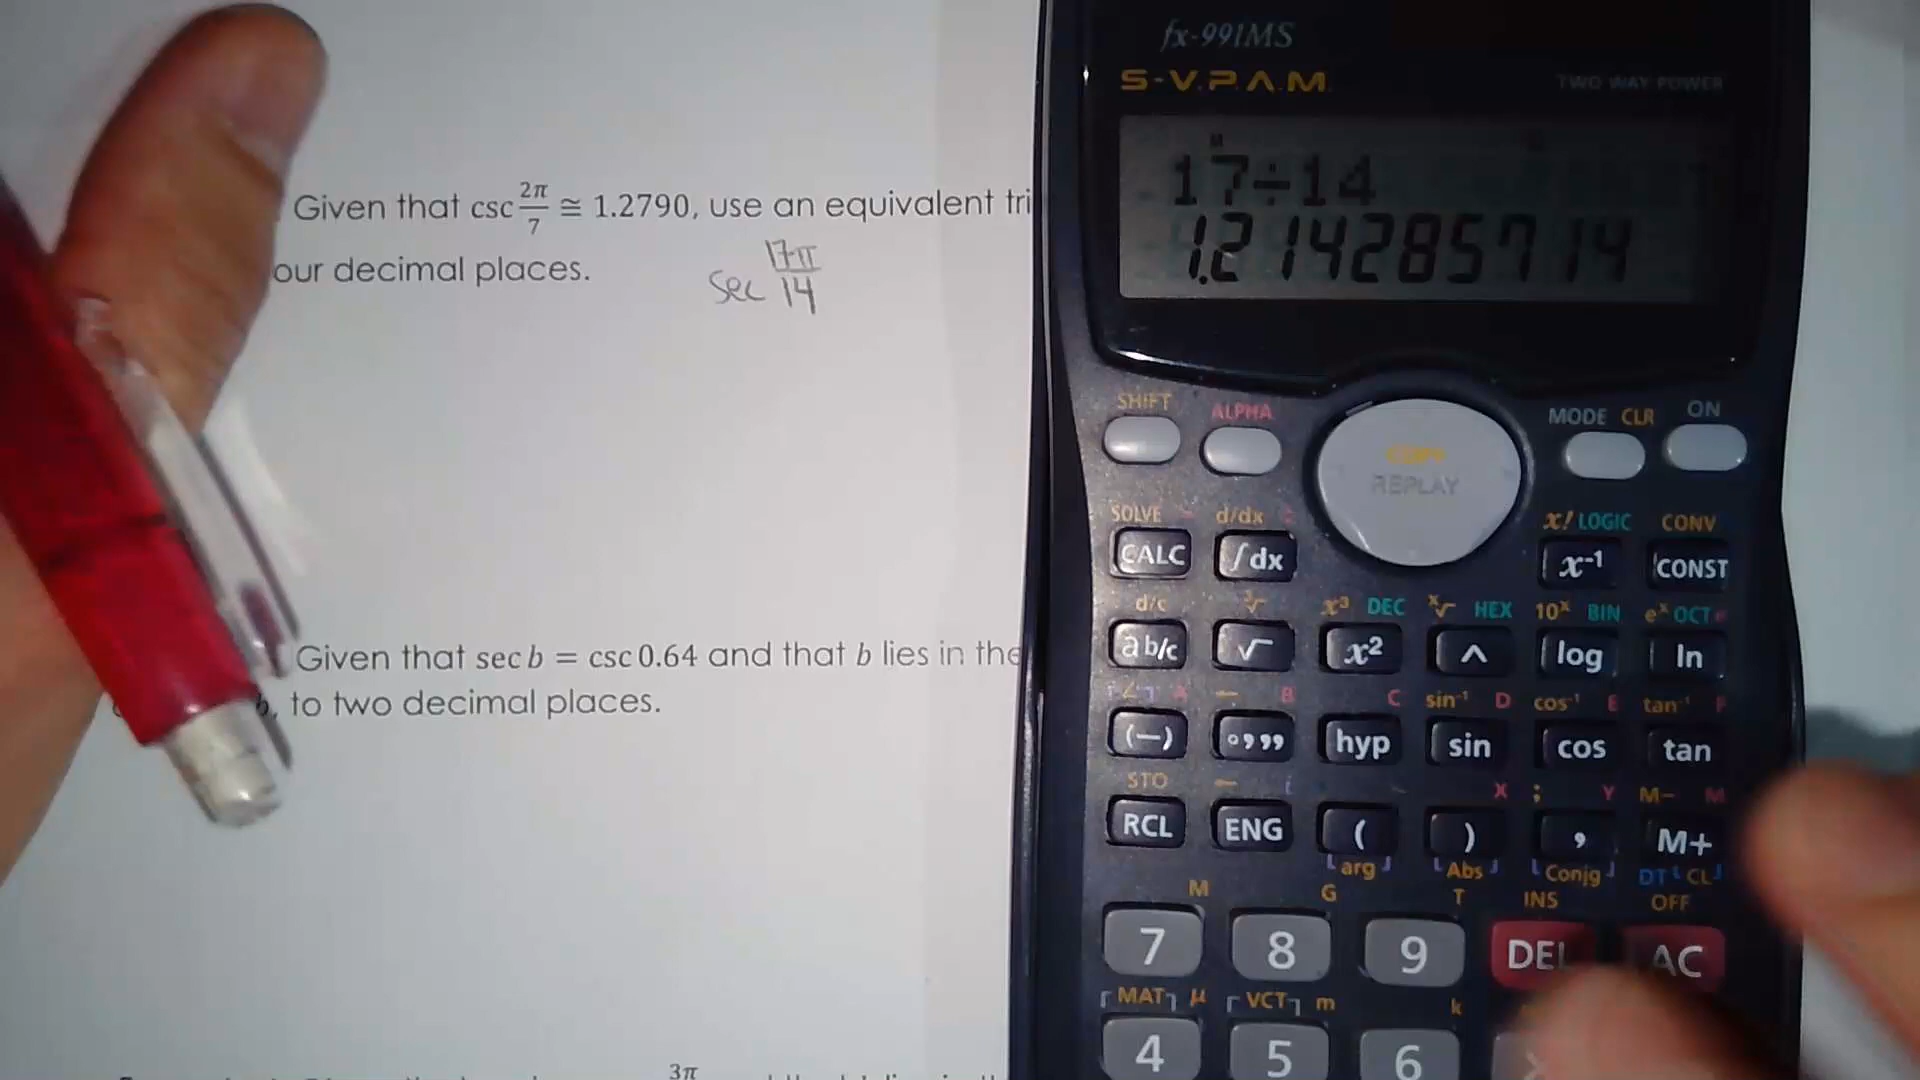 Given that csc 2π/7 ≅ 1.2790, use an equivalent tri
our decimal places.
sec 17π/14
Given that sec b = csc 0.64 and that b lies in the
b, to two decimal places.
3π
fx-991MS
S-V.P.A.M.
TWO WAY POWER
17÷14
1.214285714
SHIFT ALPHA MODE CLR ON
COPY
REPLAY
SOLVE = d/dx : x! LOGIC CONV
CALC ∫dx x⁻¹ CONST
d/c ³√ x³ DEC ˣ√ HEX 10ˣ BIN eˣ OCT
a b/c √ x² ^ log ln
∠ A ← B C sin⁻¹ D cos⁻¹ E tan⁻¹ F
(−) °,,, hyp sin cos tan
STO ← i X ; Y M− M
RCL ENG ( ) , M+
arg Abs Conjg DT CL
M G T INS OFF
7 8 9 DEL AC
MAT µ VCT m k
4 5 6 ×